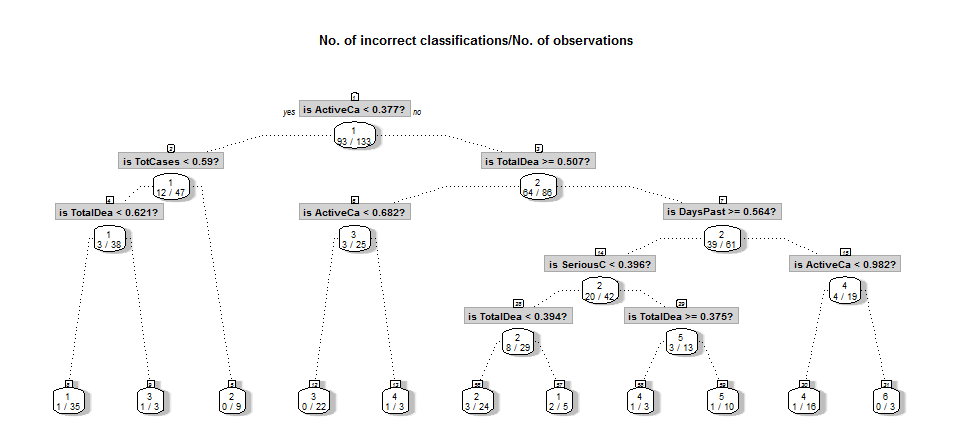 No. of incorrect classifications/No. of observations
1
yes is ActiveCa < 0.377? no
1
93 / 133
2
is TotCases < 0.59?
1
12 / 47
3
is TotalDea >= 0.507?
2
64 / 86
4
is TotalDea < 0.621?
1
3 / 38
6
is ActiveCa < 0.682?
3
3 / 25
7
is DaysPast >= 0.564?
2
39 / 61
14
is SeriousC < 0.396?
2
20 / 42
15
is ActiveCa < 0.982?
4
4 / 19
28
is TotalDea < 0.394?
2
8 / 29
29
is TotalDea >= 0.375?
5
3 / 13
8
1
1 / 35
9
3
1 / 3
5
2
0 / 9
12
3
0 / 22
13
4
1 / 3
56
2
3 / 24
57
1
2 / 5
58
4
1 / 3
59
5
1 / 10
30
4
1 / 16
31
6
0 / 3